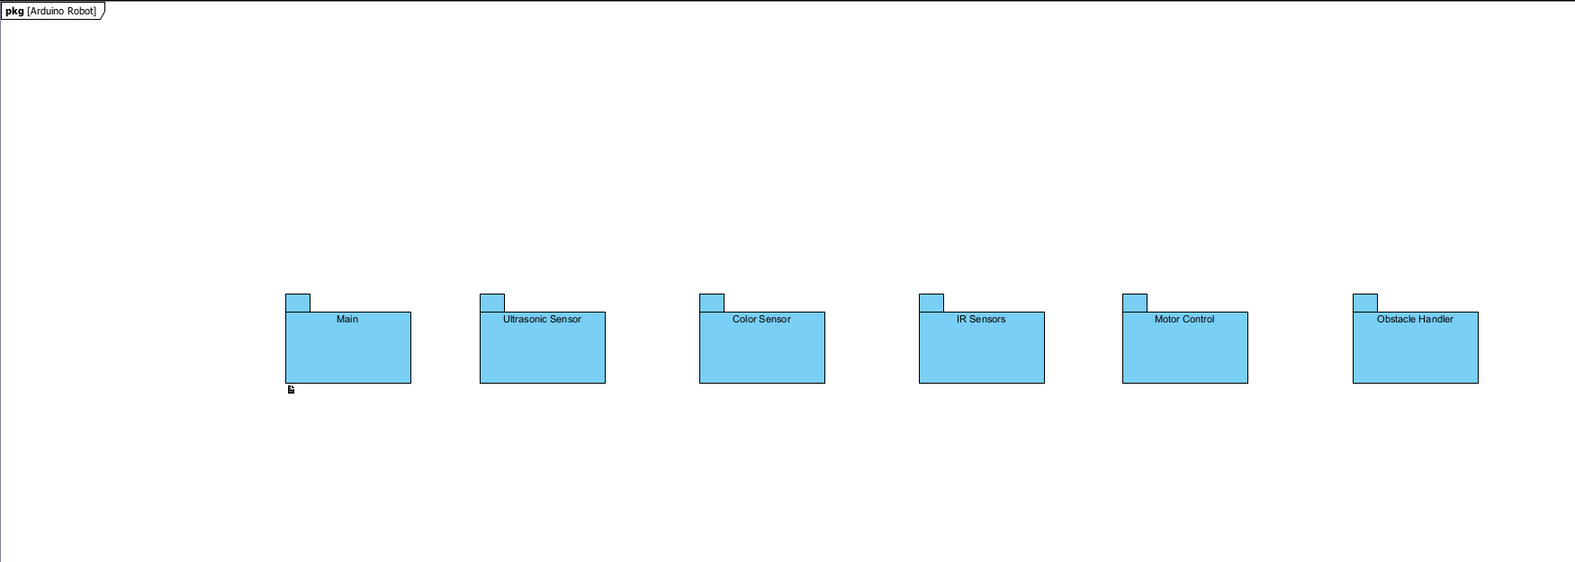 pkg [Arduino Robot]
Main
Ultrasonic Sensor
Color Sensor
IR Sensors
Motor Control
Obstacle Handler